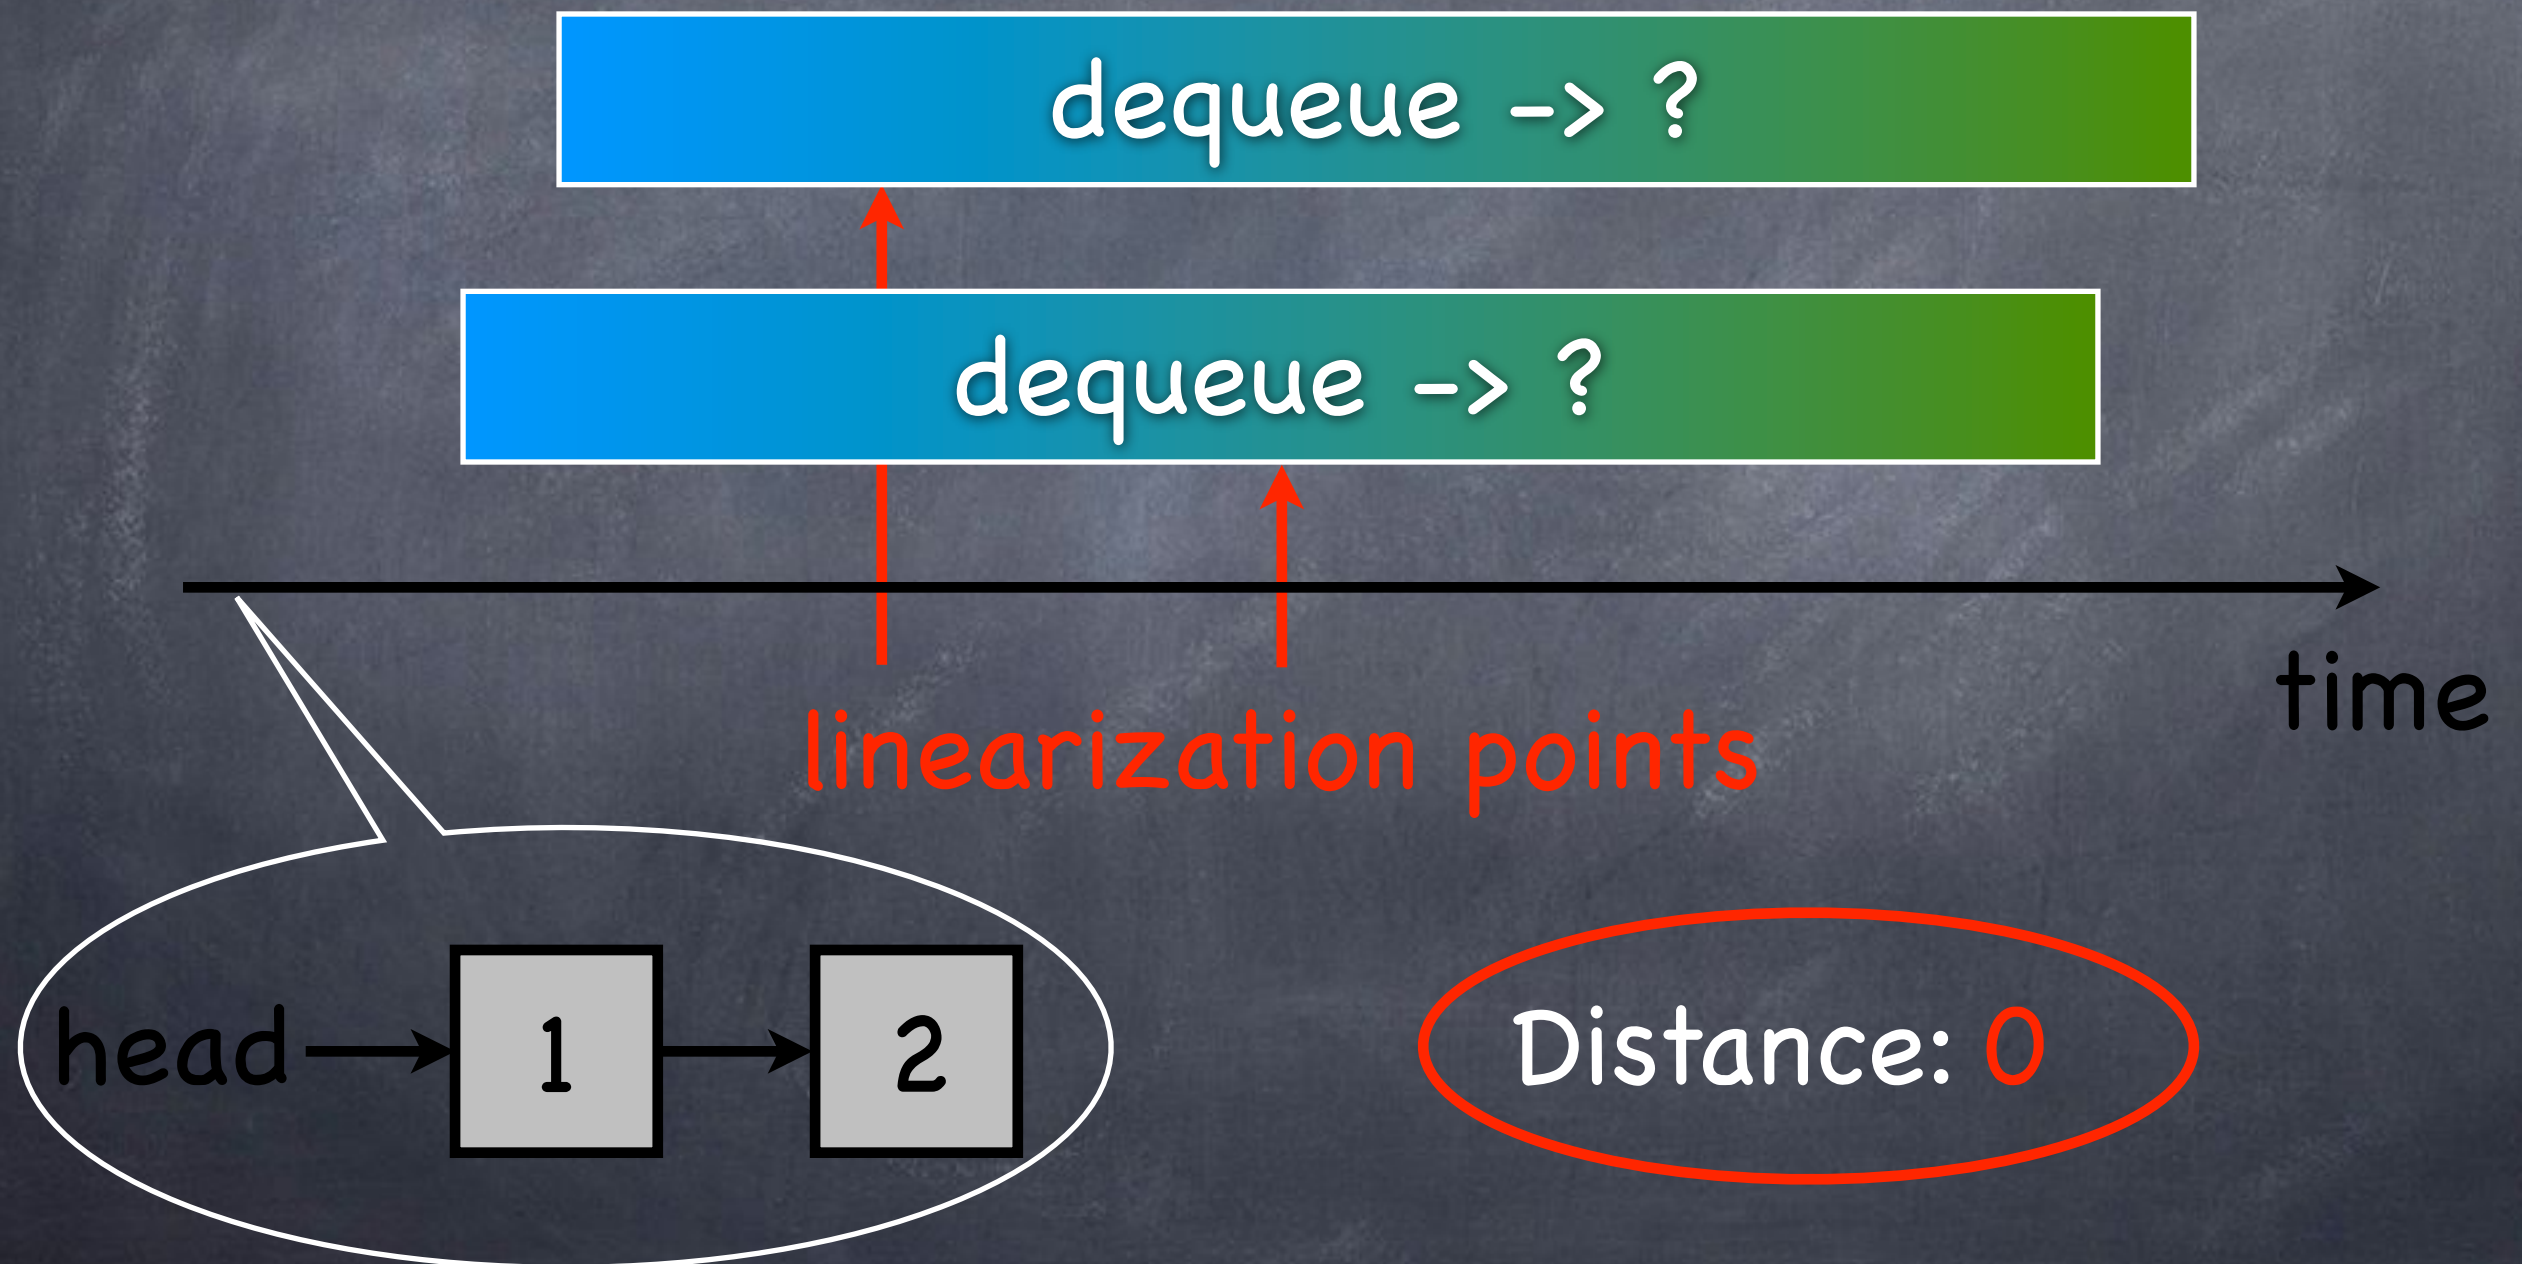 dequeue -> ?
dequeue -> ?
time
linearization points
head
1
2
Distance: 0